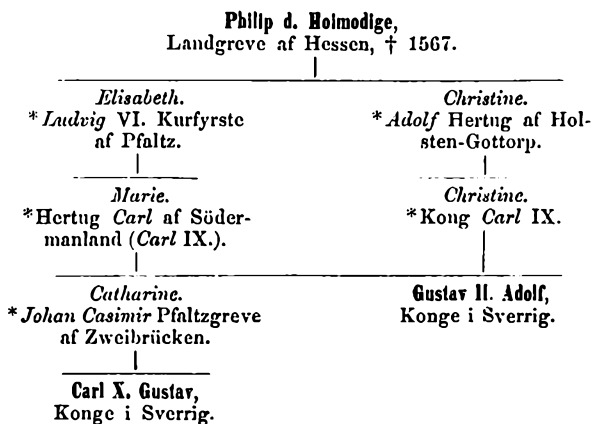 Philip d. Hoimodige,
Landgreve af Hessen, † 1567.
Elisabeth.
* Ludvig VI. Kurfyrste
af Pfaltz.
Christine.
* Adolf Hertug af Hol-
sten-Gottorp.
Marie.
* Hertug Carl af Söder-
manland (Carl IX.).
Christine.
* Kong Carl IX.
Catharine.
* Johan Casimir Pfaltzgreve
af Zweibrücken.
Gustav II. Adolf,
Konge i Sverrig.
Carl X. Gustav,
Konge i Sverrig.